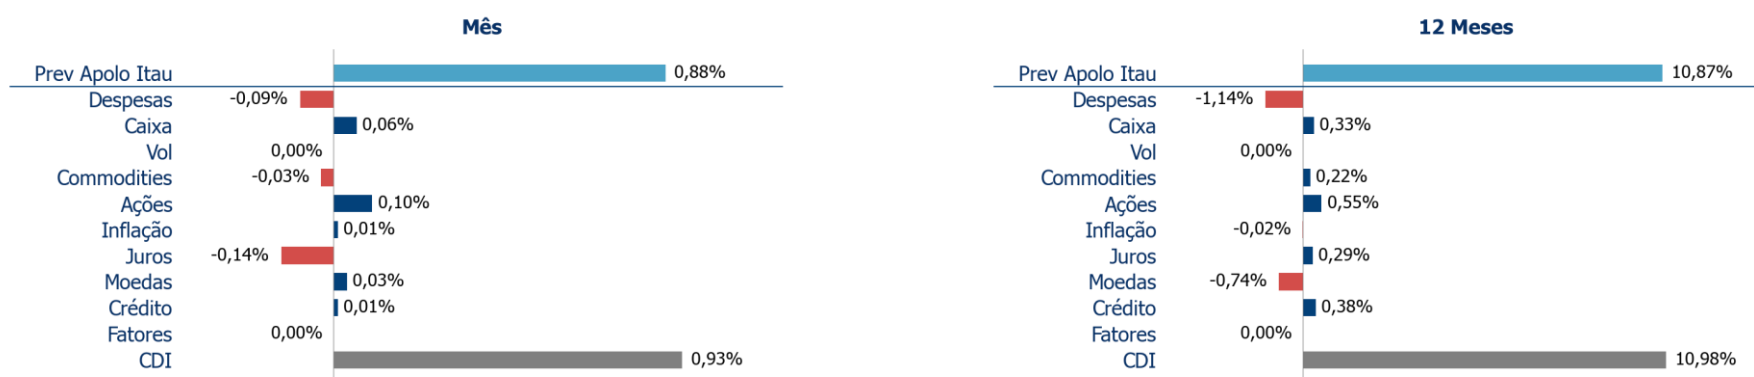 Mês
Prev Apolo Itau 0,88%
Despesas -0,09%
Caixa 0,06%
Vol 0,00%
Commodities -0,03%
Ações 0,10%
Inflação 0,01%
Juros -0,14%
Moedas 0,03%
Crédito 0,01%
Fatores 0,00%
CDI 0,93%
12 Meses
Prev Apolo Itau 10,87%
Despesas -1,14%
Caixa 0,33%
Vol 0,00%
Commodities 0,22%
Ações 0,55%
Inflação -0,02%
Juros 0,29%
Moedas -0,74%
Crédito 0,38%
Fatores 0,00%
CDI 10,98%